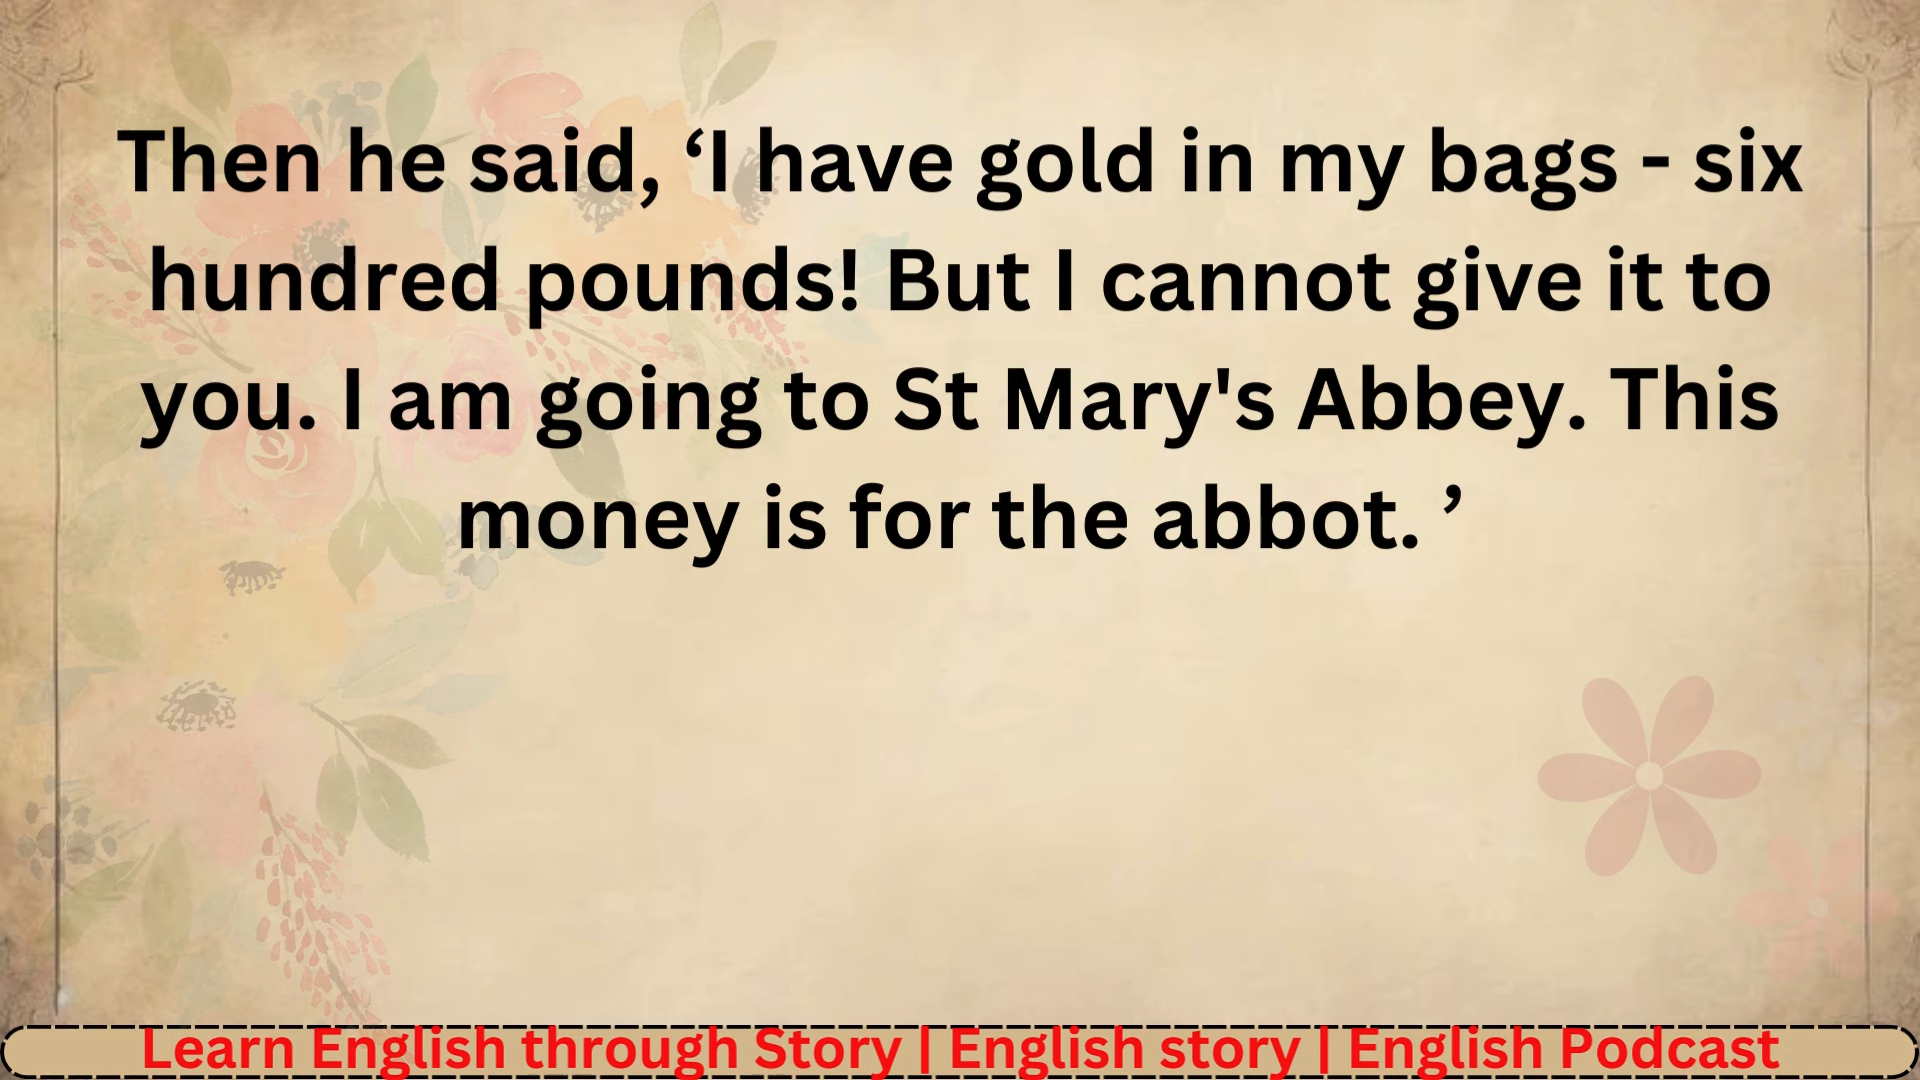 Then he said, ‘I have gold in my bags - six
hundred pounds! But I cannot give it to
you. I am going to St Mary's Abbey. This
money is for the abbot. ’
Learn English through Story | English story | English Podcast